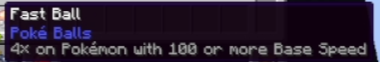 Fast Ball
Poké Balls
4x on Pokémon with 100 or more Base Speed